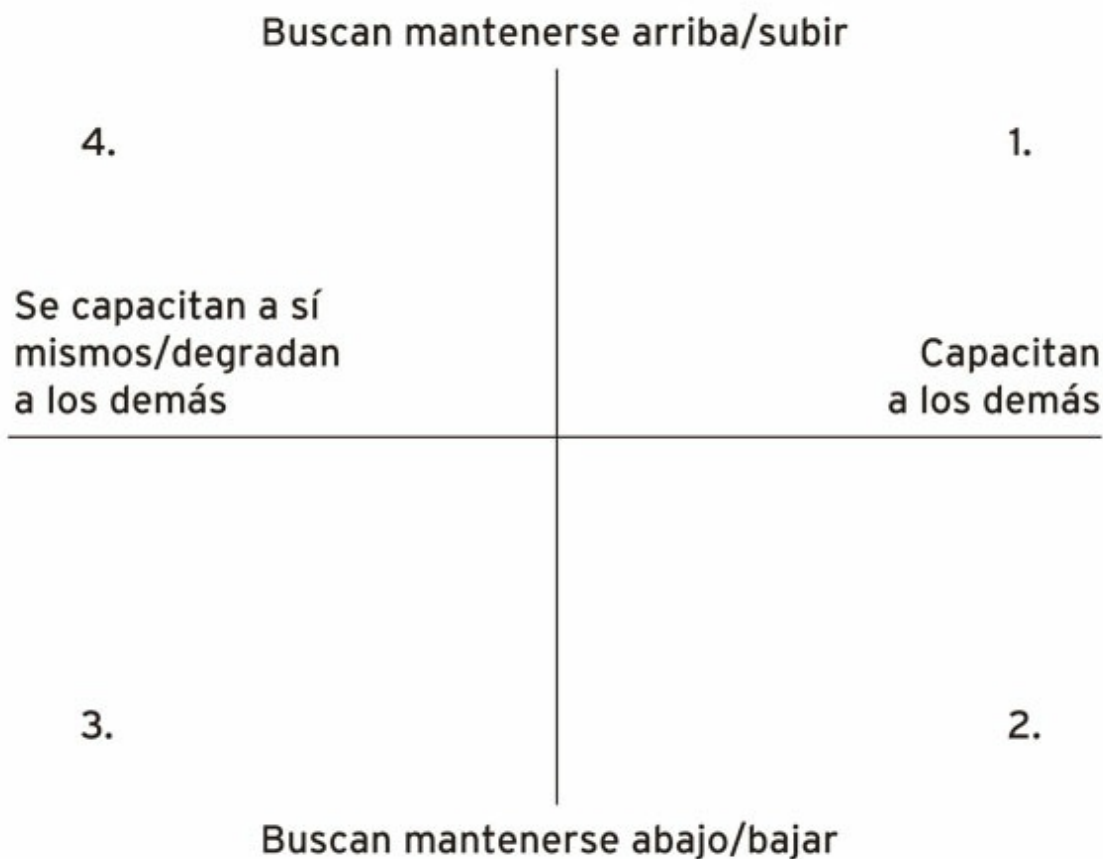 Buscan mantenerse arriba/subir
4.
1.
Se capacitan a sí
mismos/degradan
a los demás
Capacitan
a los demás
3.
2.
Buscan mantenerse abajo/bajar